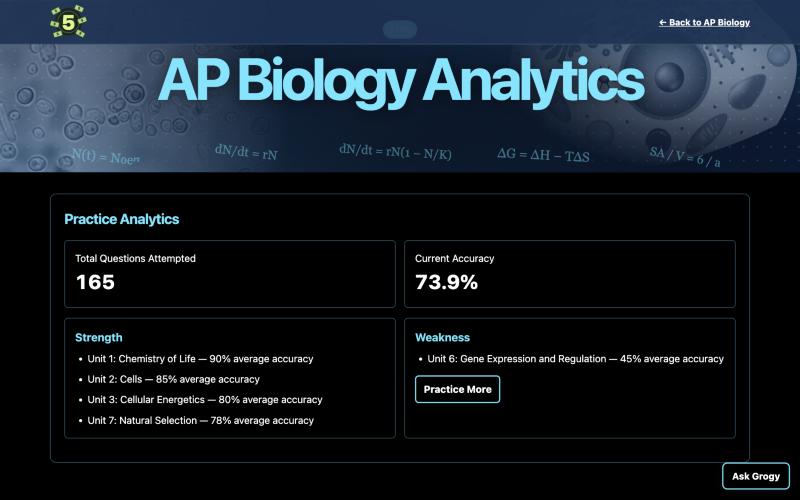 5
← Back to AP Biology
AP Biology Analytics
N(t) = N₀eʳᵗ
dN/dt = rN
dN/dt = rN(1 − N/K)
ΔG = ΔH − TΔS
SA / V = 6 / a
Practice Analytics
Total Questions Attempted
165
Current Accuracy
73.9%
Strength
• Unit 1: Chemistry of Life — 90% average accuracy
• Unit 2: Cells — 85% average accuracy
• Unit 3: Cellular Energetics — 80% average accuracy
• Unit 7: Natural Selection — 78% average accuracy
Weakness
• Unit 6: Gene Expression and Regulation — 45% average accuracy
Practice More
Ask Grogy